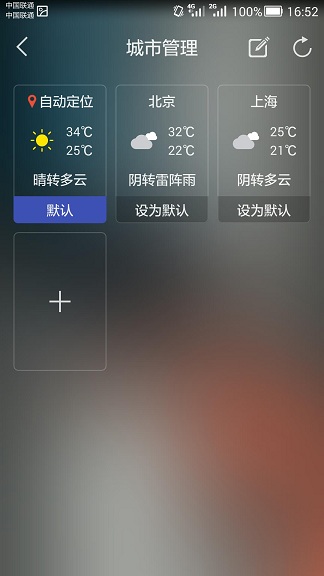 中国联通
中国联通
4G 2G 100% 16:52
城市管理
自动定位
34℃
25℃
晴转多云
默认
北京
32℃
22℃
阴转雷阵雨
设为默认
上海
25℃
21℃
阴转多云
设为默认